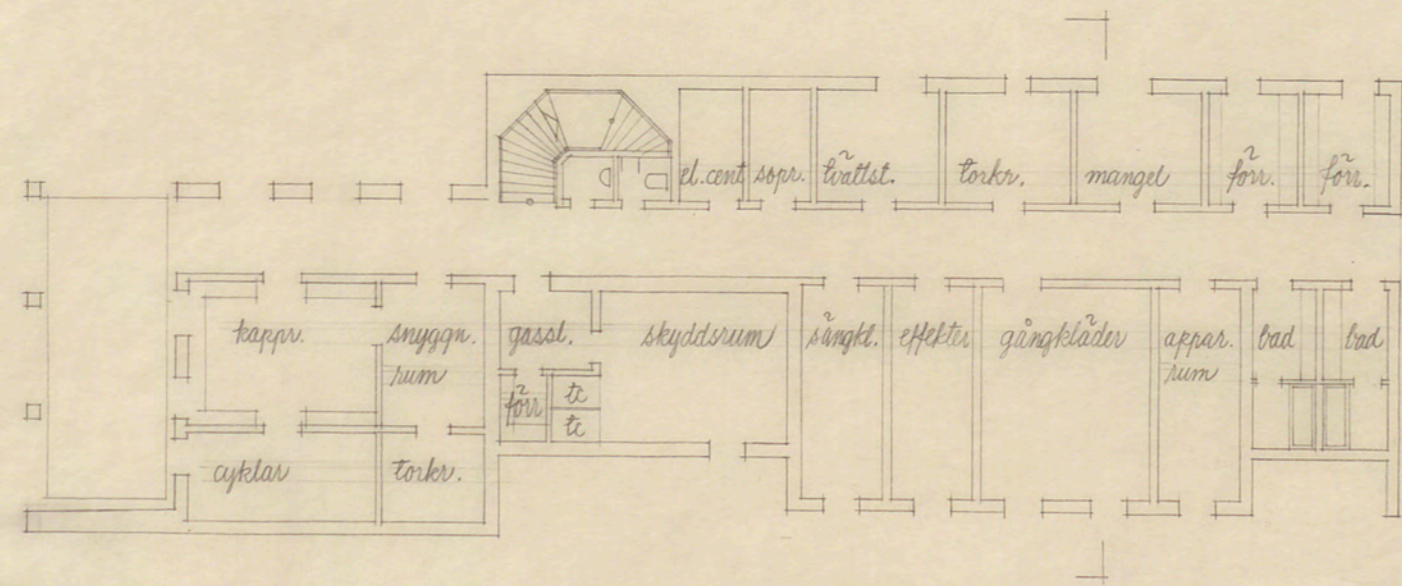 el.cent sopr. tvättst. torkr. mangel förr. förr.
kappr. snyggn. gassl. skyddsrum sängkl. effekter gångkläder appar. bad bad
rum rum
förr tc
tc
cyklar torkr.